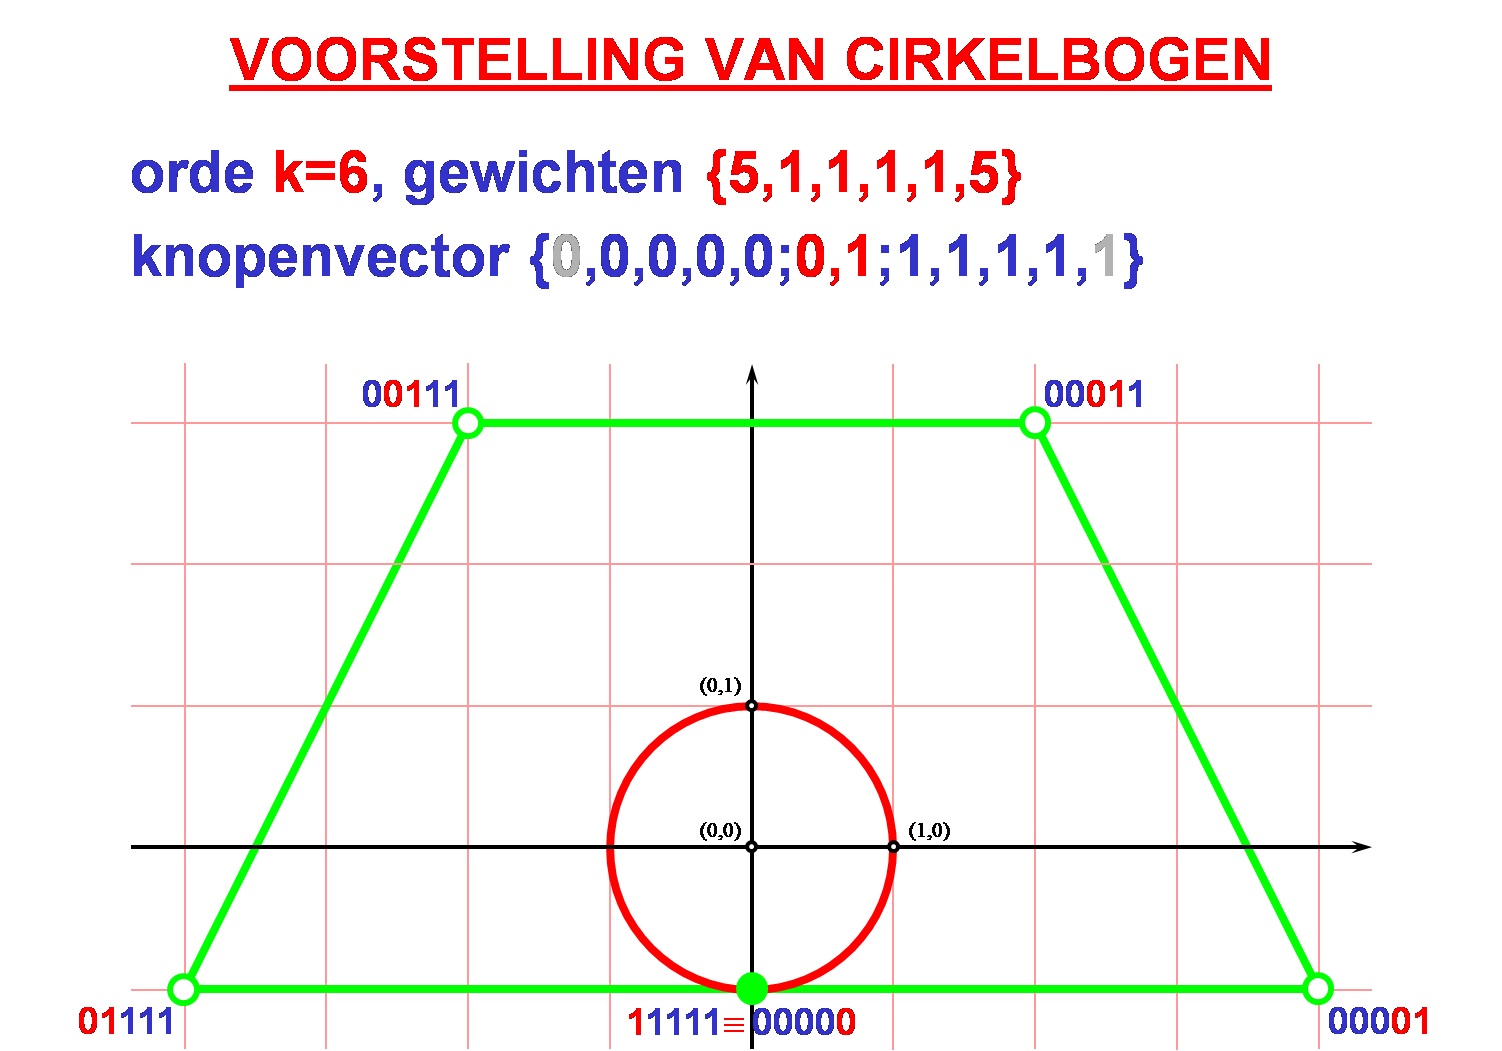 VOORSTELLING VAN CIRKELBOGEN
orde k=6, gewichten {5,1,1,1,1,5}
knopenvector {0,0,0,0,0;0,1;1,1,1,1,1}
00111
00011
(0,1)
(0,0)
(1,0)
01111
11111≡00000
00001